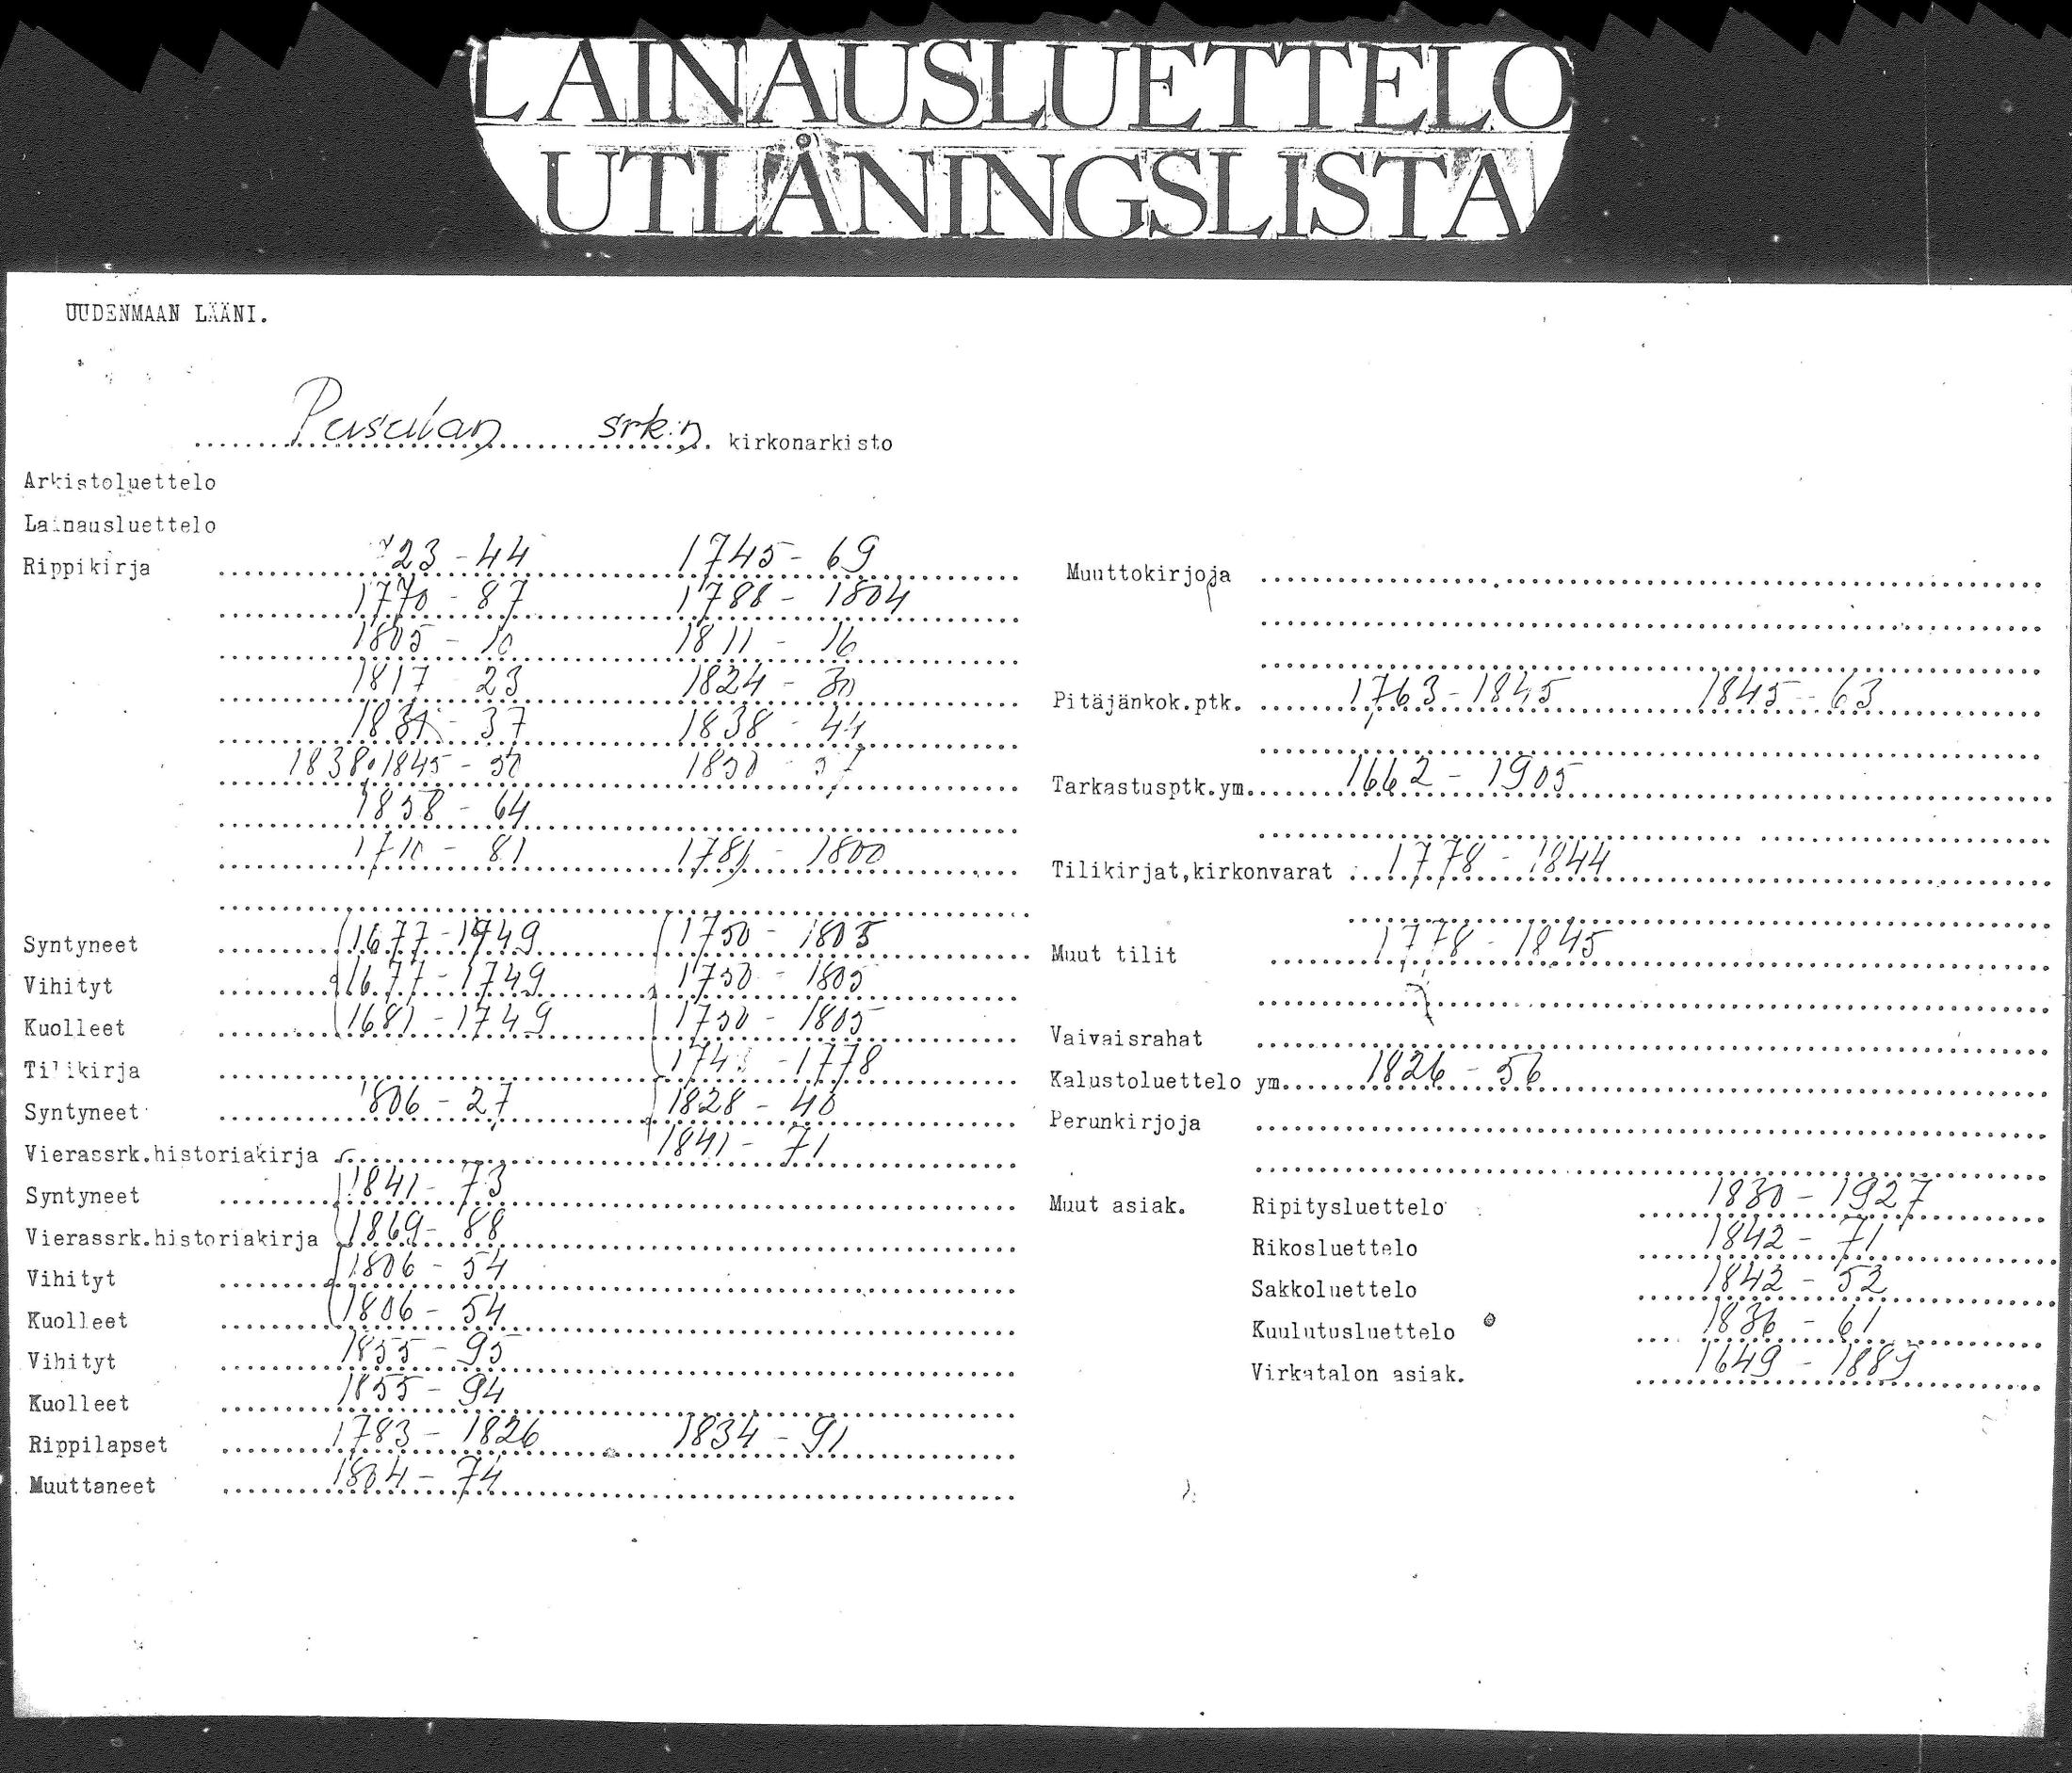 LAINAUSLUETTELO
UTLÅNINGSLISTA
UUDENMAAN LÄÄNI.
Pusulan srk:n kirkonarkisto
Arkistoluettelo
Lainausluettelo
Rippikirja 23-44 1745-69
1770-87 1788-1804
1805-10 1811-16
1817-23 1824-30
1831-37 1838-44
1838, 1845-50 1850-57
1858-64
1710-81 1781-1800
Syntyneet 1677-1749 1750-1805
Vihityt 1677-1749 1750-1805
Kuolleet 1681-1749 1750-1805
Tilikirja -1778
Syntyneet 1806-27 1828-40
Vierassrk.historiakirja 1841-71
Syntyneet 1841-73
Vierassrk.historiakirja 1869-88
Vihityt 1806-54
Kuolleet 1806-54
Vihityt 1855-95
Kuolleet 1855-94
Rippilapset 1783-1826 1834-91
Muuttaneet 1804-74
Muuttokirjoja
Pitäjänkok.ptk. 1763-1845 1845-63
Tarkastusptk.ym. 1662-1905
Tilikirjat,kirkonvarat 1778-1844
Muut tilit 1778-1845
Vaivaisrahat
Kalustoluettelo ym. 1826-56
Perunkirjoja
Muut asiak. Ripitysluettelo 1830-1927
Rikosluettelo 1842-71
Sakkoluettelo 1842-52
Kuulutusluettelo 1836-61
Virkatalon asiak. 1649-1889